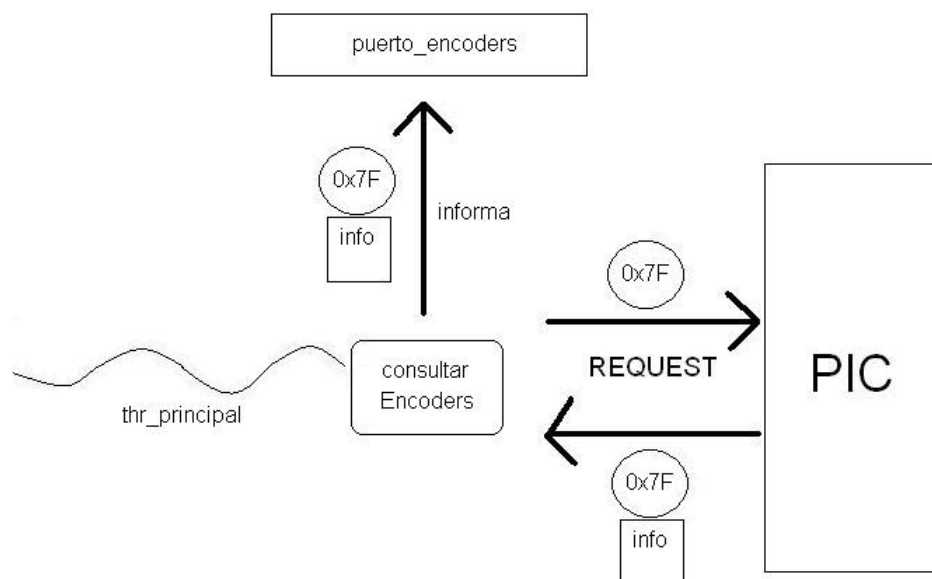 puerto_encoders
0x7F
info
informa
0x7F
REQUEST
PIC
consultar
Encoders
thr_principal
0x7F
info